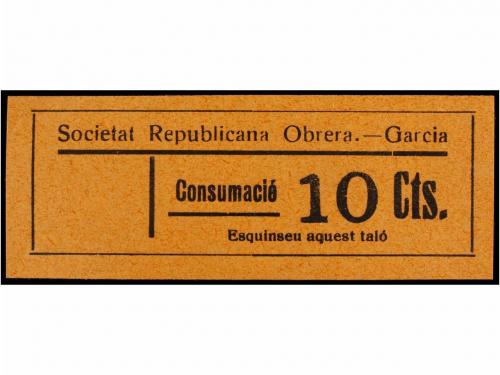 Societat Republicana Obrera.—Garcia
Consumació 10 Cts.
Esquinseu aquest taló